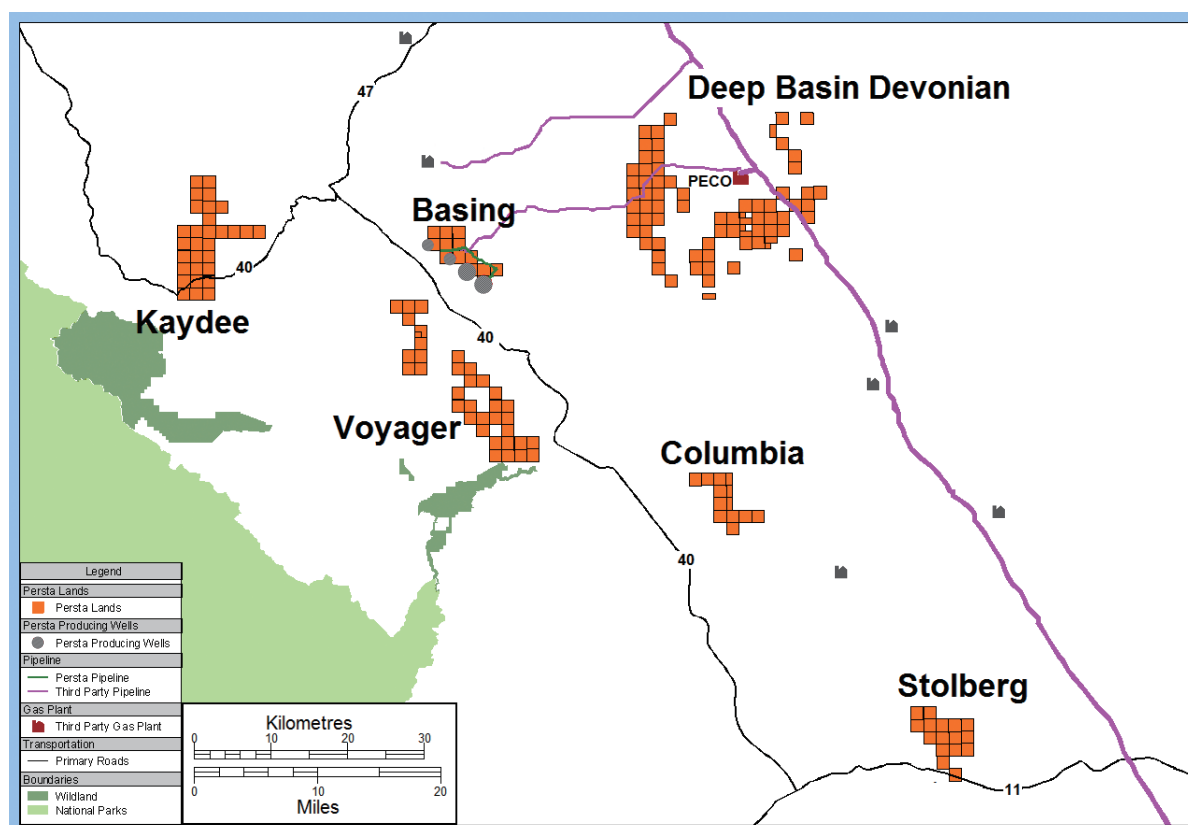 47
Deep Basin Devonian
PECO
Basing
40
Kaydee
40
Voyager
Columbia
40
Stolberg
11
Legend
Persta Lands
Persta Lands
Persta Producing Wells
Persta Producing Wells
Pipeline
Persta Pipeline
Third Party Pipeline
Gas Plant
Third Party Gas Plant
Transportation
Primary Roads
Boundaries
Wildland
National Parks
Kilometres
0 10 20 30
0 10 20
Miles